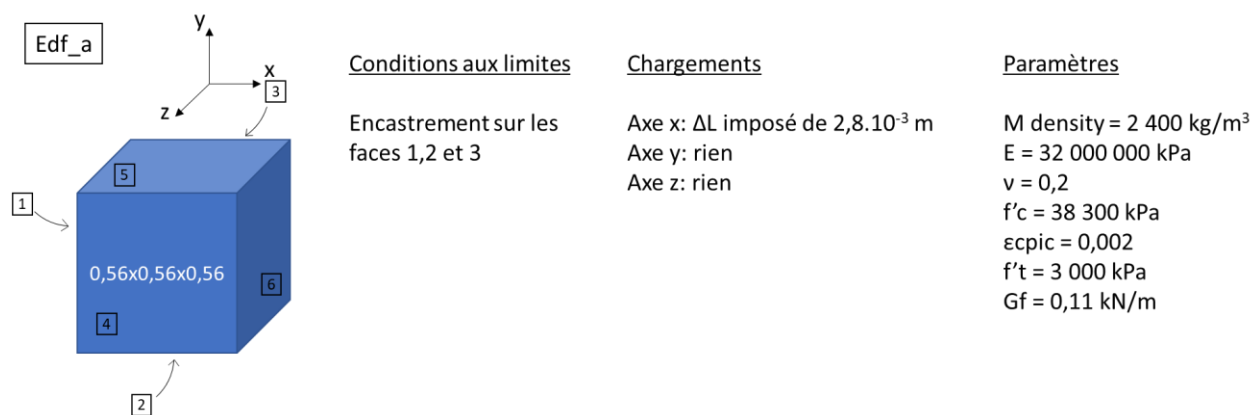 Edf_a
y
x
z
3
5
1
0,56x0,56x0,56
6
4
2
Conditions aux limites
Encastrement sur les
faces 1,2 et 3
Chargements
Axe x: ΔL imposé de 2,8.10⁻³ m
Axe y: rien
Axe z: rien
Paramètres
M density = 2 400 kg/m³
E = 32 000 000 kPa
ν = 0,2
f'c = 38 300 kPa
εcpic = 0,002
f't = 3 000 kPa
Gf = 0,11 kN/m